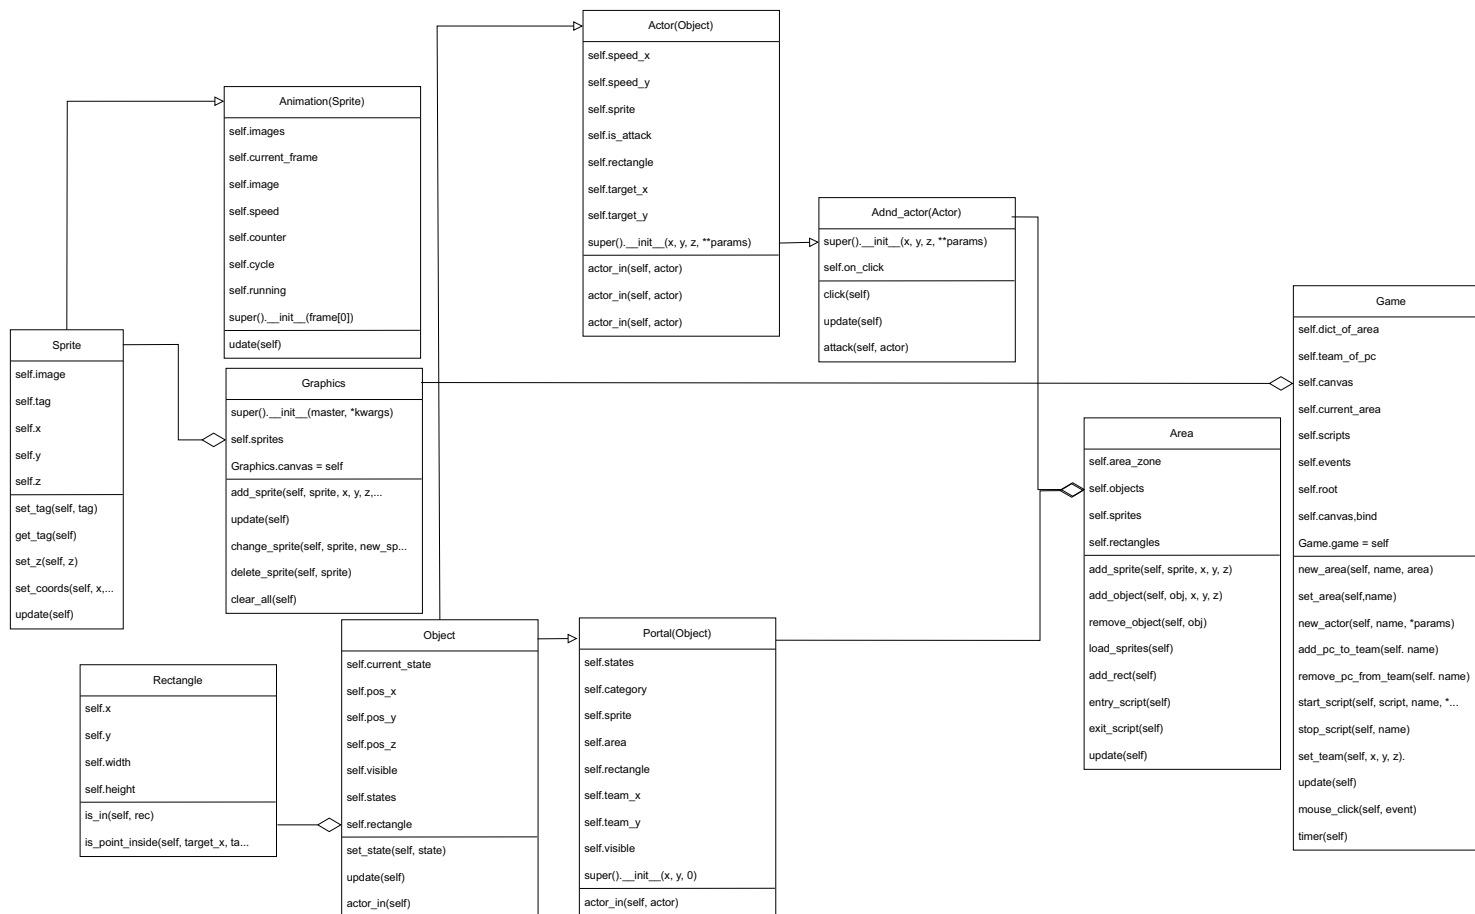 Actor(Object)
self.speed_x
self.speed_y
self.sprite
self.is_attack
self.rectangle
self.target_x
self.target_y
super().__init__(x, y, z, **params)
actor_in(self, actor)
actor_in(self, actor)
actor_in(self, actor)
Animation(Sprite)
self.images
self.current_frame
self.image
self.speed
self.counter
self.cycle
self.running
super().__init__(frame[0])
udate(self)
Adnd_actor(Actor)
super().__init__(x, y, z, **params)
self.on_click
click(self)
update(self)
attack(self, actor)
Game
self.dict_of_area
self.team_of_pc
self.canvas
self.current_area
self.scripts
self.events
self.root
self.canvas,bind
Game.game = self
new_area(self, name, area)
set_area(self,name)
new_actor(self, name, *params)
add_pc_to_team(self. name)
remove_pc_from_team(self. name)
start_script(self, script, name, *...
stop_script(self, name)
set_team(self, x, y, z).
update(self)
mouse_click(self, event)
timer(self)
Sprite
self.image
self.tag
self.x
self.y
self.z
set_tag(self, tag)
get_tag(self)
set_z(self, z)
set_coords(self, x,...
update(self)
Graphics
super().__init__(master, *kwargs)
self.sprites
Graphics.canvas = self
add_sprite(self, sprite, x, y, z,...
update(self)
change_sprite(self, sprite, new_sp...
delete_sprite(self, sprite)
clear_all(self)
Area
self.area_zone
self.objects
self.sprites
self.rectangles
add_sprite(self, sprite, x, y, z)
add_object(self, obj, x, y, z)
remove_object(self, obj)
load_sprites(self)
add_rect(self)
entry_script(self)
exit_script(self)
update(self)
Rectangle
self.x
self.y
self.width
self.height
is_in(self, rec)
is_point_inside(self, target_x, ta...
Object
self.current_state
self.pos_x
self.pos_y
self.pos_z
self.visible
self.states
self.rectangle
set_state(self, state)
update(self)
actor_in(self)
Portal(Object)
self.states
self.category
self.sprite
self.area
self.rectangle
self.team_x
self.team_y
self.visible
super().__init__(x, y, 0)
actor_in(self, actor)